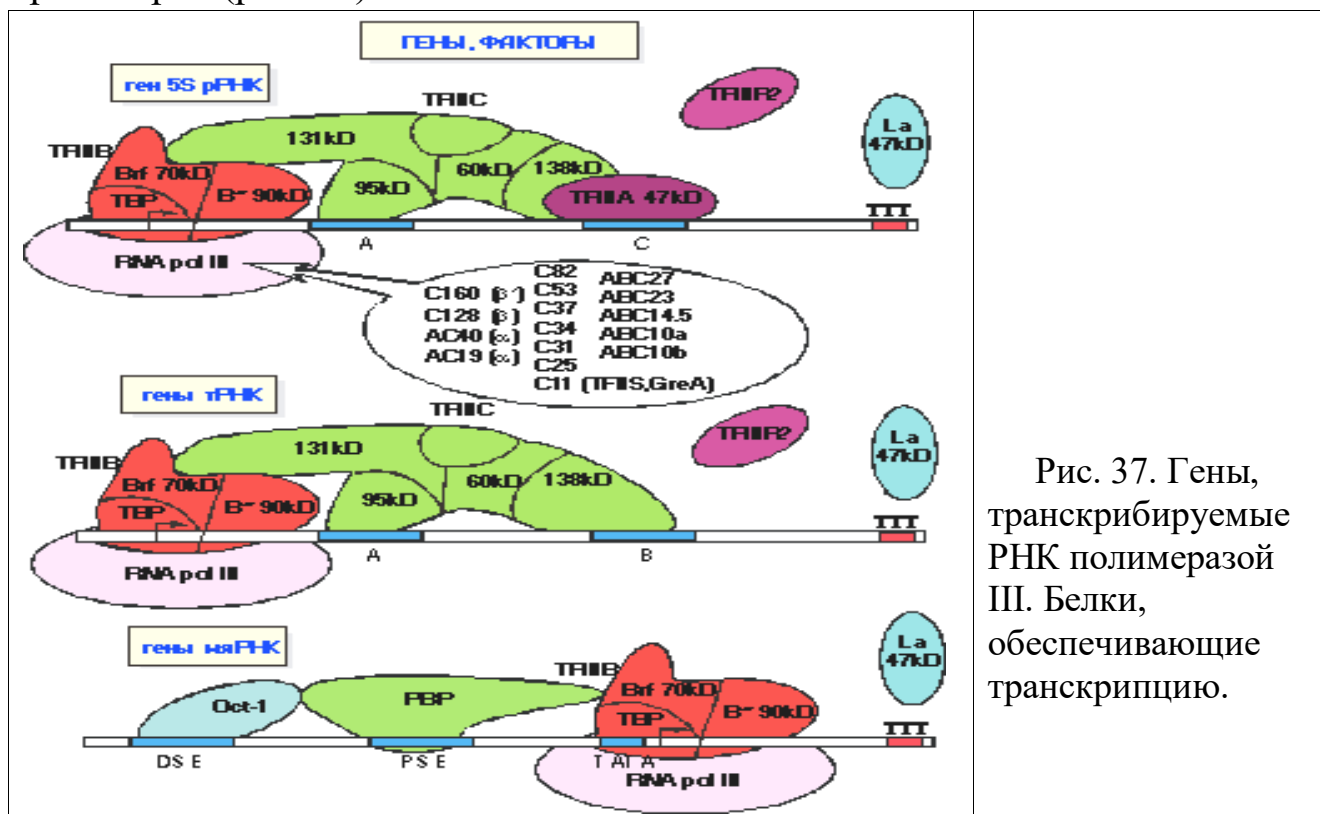 ГЕНЫ, ФАКТОРЫ
ген 5S рРНК
TFIIIC
TFIIIR?
La
47kD
TFIIIB
131kD
Brf 70kD
B" 90kD
TBP
95kD
60kD
138kD
TFIIIA 47kD
TTT
A
C
RNA pol III
C160 (β')
C128 (β)
AC40 (α)
AC19 (α)
C82
C53
C37
C34
C31
C25
C11 (TFIIS,GreA)
ABC27
ABC23
ABC14.5
ABC10a
ABC10b
гены тРНК
TFIIIC
TFIIIR?
La
47kD
TFIIIB
131kD
Brf 70kD
B" 90kD
TBP
95kD
60kD
138kD
TTT
A
B
RNA pol III
гены мяРНК
La
47kD
TFIIIB
Oct-1
PBP
Brf 70kD
TBP
B" 90kD
TTT
DSE
PSE
TATA
RNA pol III
Рис. 37. Гены,
транскрибируемые
РНК полимеразой
III. Белки,
обеспечивающие
транскрипцию.